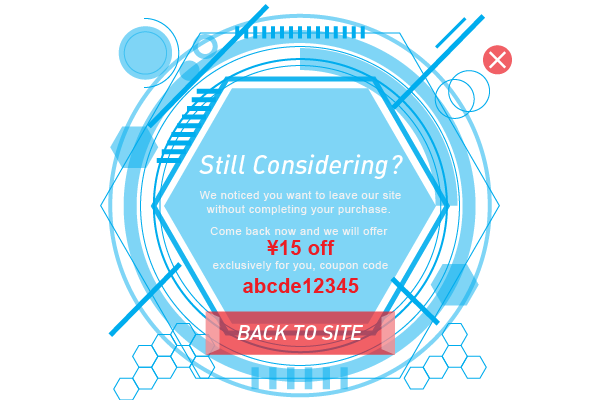 Still Considering?
We noticed you want to leave our site
without completing your purchase.
Come back now and we will offer
¥15 off
exclusively for you, coupon code
abcde12345
BACK TO SITE